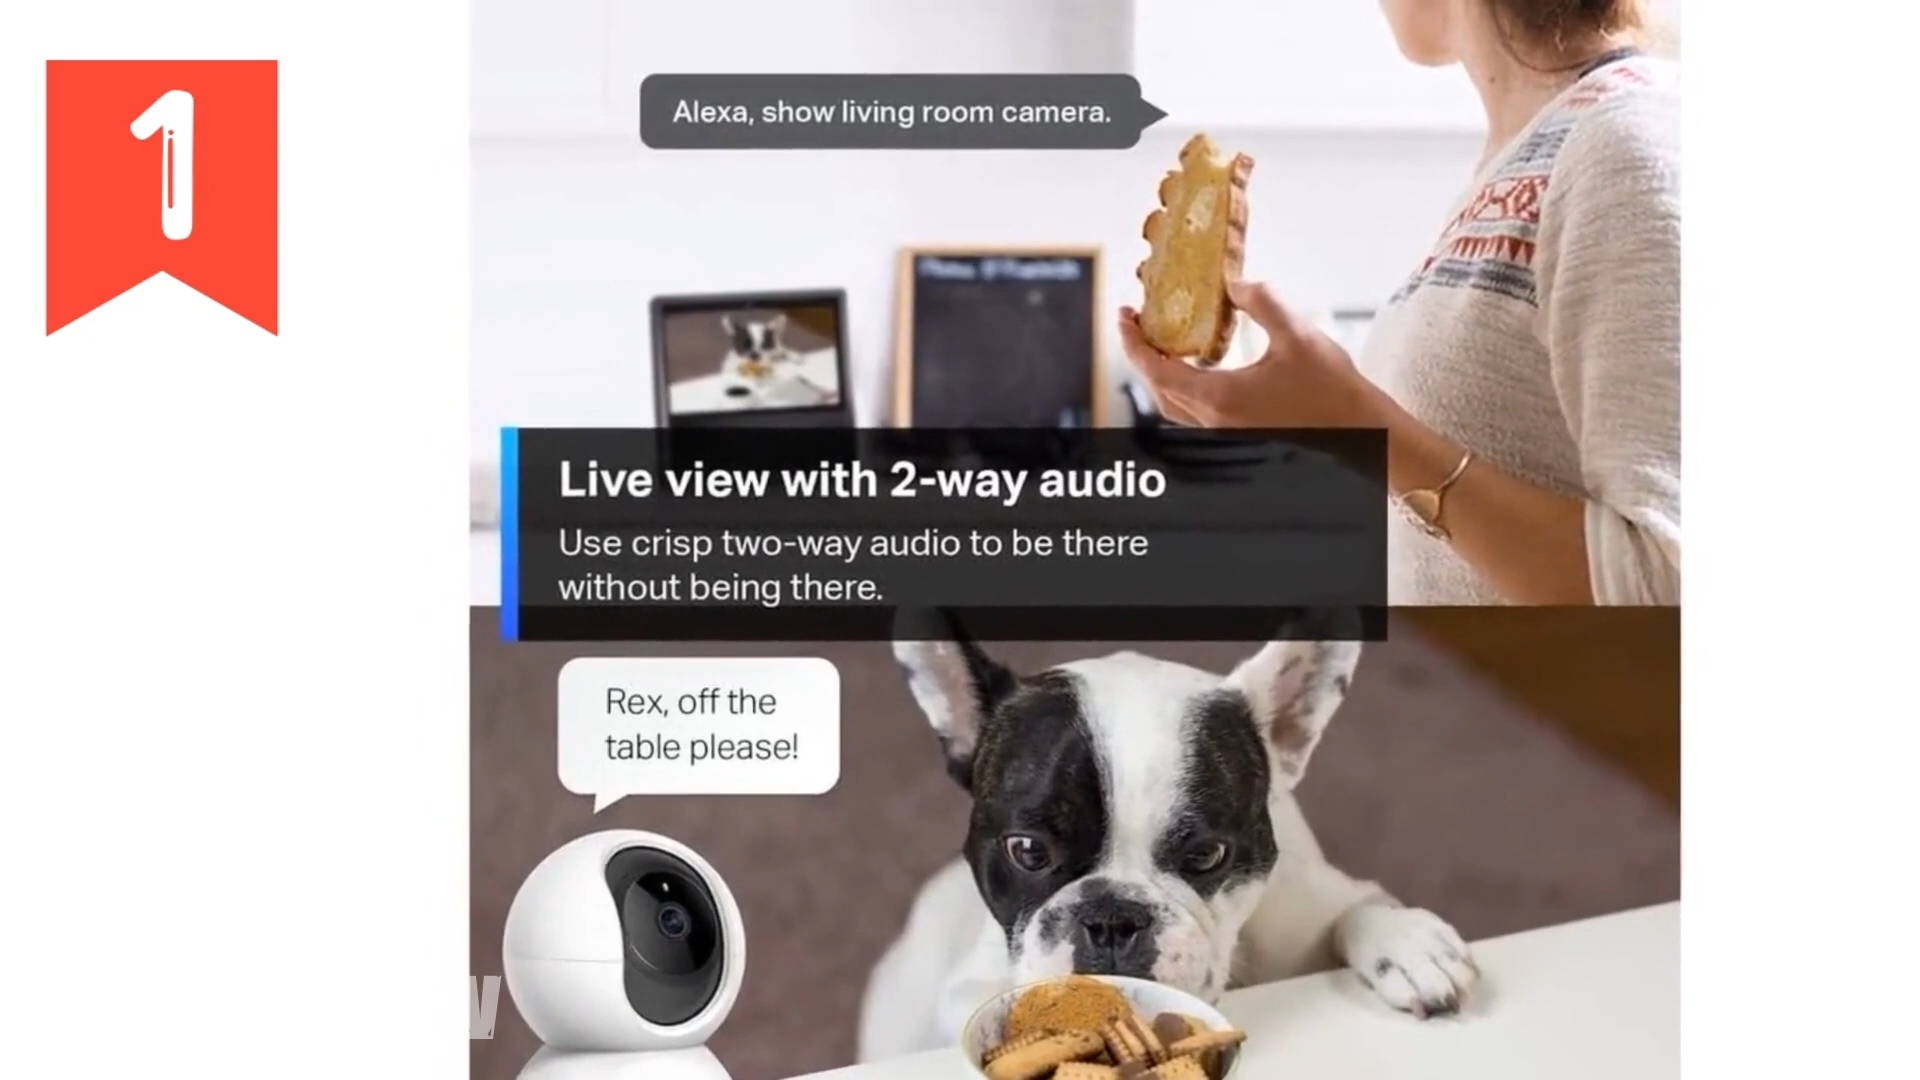 1
Alexa, show living room camera.
Live view with 2-way audio
Use crisp two-way audio to be there
without being there.
Rex, off the
table please!